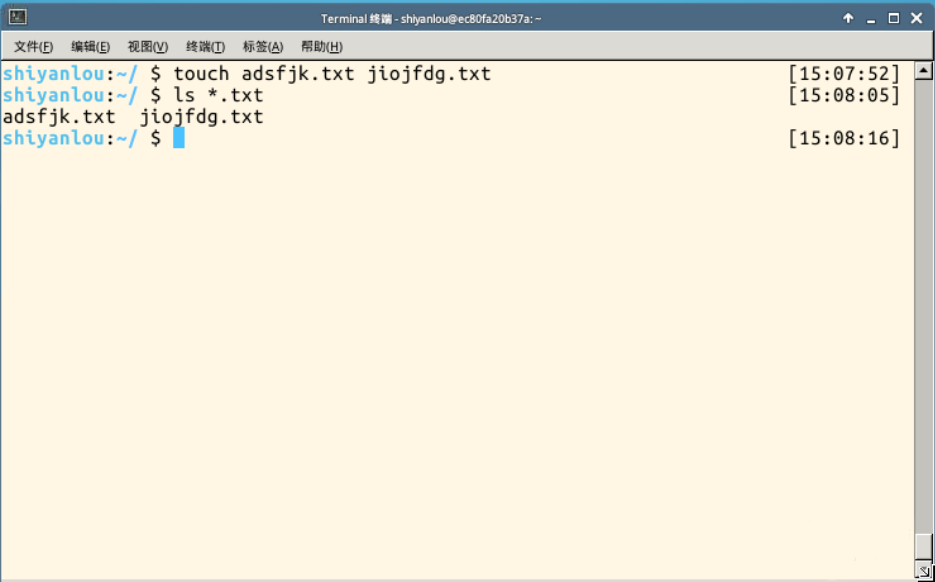 Terminal 终端 - shiyanlou@ec80fa20b37a: ~
文件(F) 编辑(E) 视图(V) 终端(T) 标签(A) 帮助(H)
shiyanlou:~/ $ touch adsfjk.txt jiojfdg.txt [15:07:52]
shiyanlou:~/ $ ls *.txt [15:08:05]
adsfjk.txt  jiojfdg.txt
shiyanlou:~/ $ [15:08:16]